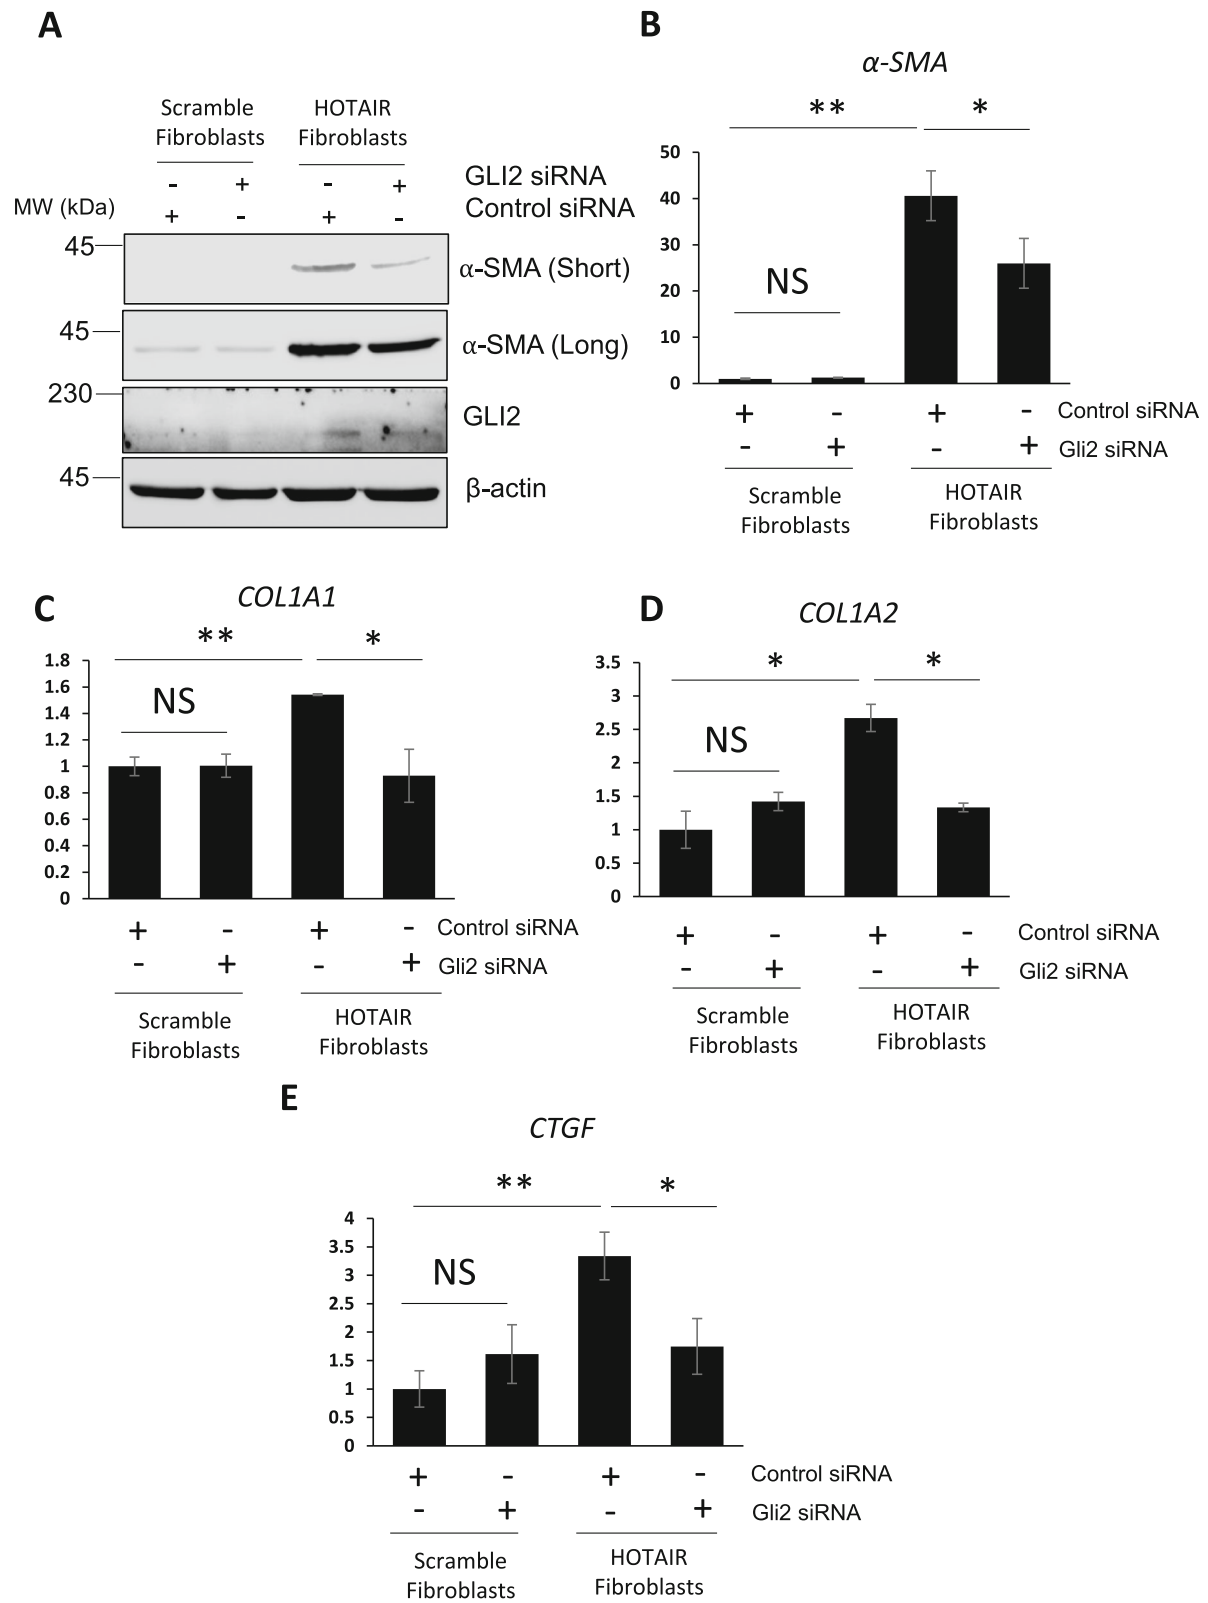 A
Scramble
Fibroblasts
HOTAIR
Fibroblasts
- + - + GLI2 siRNA
MW (kDa) + - + - Control siRNA
45
α-SMA (Short)
45
α-SMA (Long)
230
GLI2
45
β-actin
B
α-SMA
** *
NS
50
40
30
20
10
0
+ - + - Control siRNA
- + - + Gli2 siRNA
Scramble
Fibroblasts
HOTAIR
Fibroblasts
C
COL1A1
** *
NS
1.8
1.6
1.4
1.2
1
0.8
0.6
0.4
0.2
0
+ - + - Control siRNA
- + - + Gli2 siRNA
Scramble
Fibroblasts
HOTAIR
Fibroblasts
D
COL1A2
* *
NS
3.5
3
2.5
2
1.5
1
0.5
0
+ - + - Control siRNA
- + - + Gli2 siRNA
Scramble
Fibroblasts
HOTAIR
Fibroblasts
E
CTGF
** *
NS
4
3.5
3
2.5
2
1.5
1
0.5
0
+ - + - Control siRNA
- + - + Gli2 siRNA
Scramble
Fibroblasts
HOTAIR
Fibroblasts